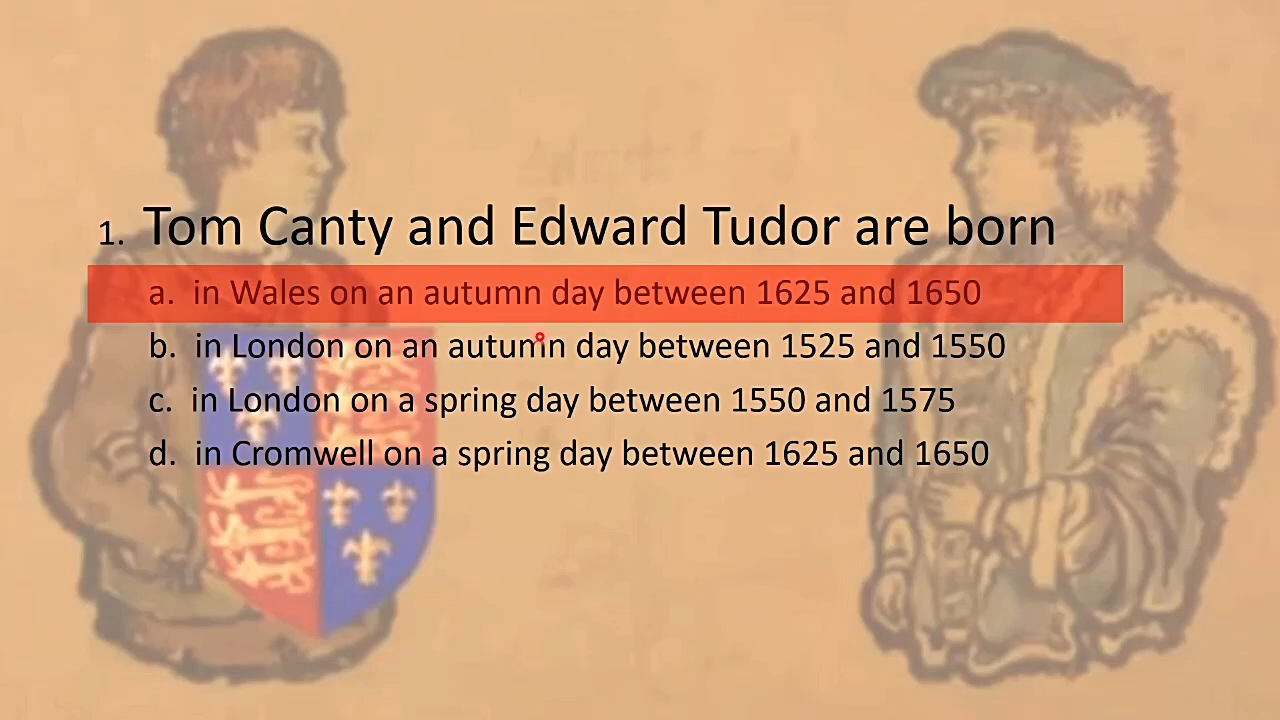 1. Tom Canty and Edward Tudor are born
a. in Wales on an autumn day between 1625 and 1650
b. in London on an autumn day between 1525 and 1550
c. in London on a spring day between 1550 and 1575
d. in Cromwell on a spring day between 1625 and 1650